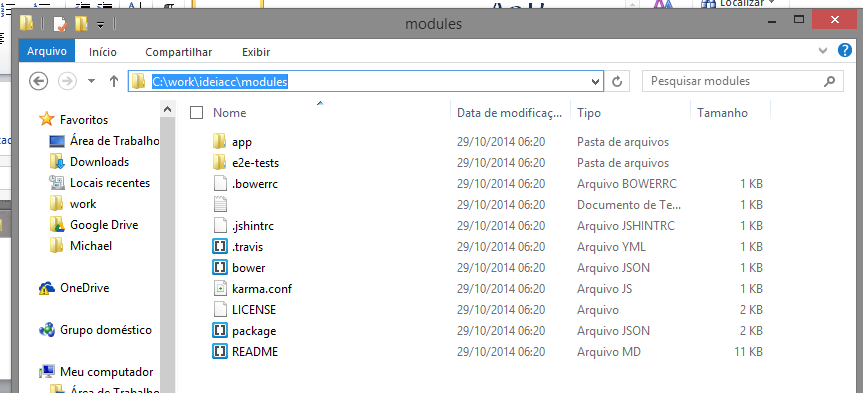 Localizar
modules
Arquivo Início Compartilhar Exibir
C:\work\ideiacc\modules
Pesquisar modules
Nome Data de modificaç... Tipo Tamanho
Favoritos
Área de Trabalho
Downloads
Locais recentes
work
Google Drive
Michael
OneDrive
Grupo doméstico
Meu computador
Área de Trabalho
app 29/10/2014 06:20 Pasta de arquivos
e2e-tests 29/10/2014 06:20 Pasta de arquivos
.bowerrc 29/10/2014 06:20 Arquivo BOWERRC 1 KB
29/10/2014 06:20 Documento de Te... 1 KB
.jshintrc 29/10/2014 06:20 Arquivo JSHINTRC 1 KB
.travis 29/10/2014 06:20 Arquivo YML 1 KB
bower 29/10/2014 06:20 Arquivo JSON 1 KB
karma.conf 29/10/2014 06:20 Arquivo JS 1 KB
LICENSE 29/10/2014 06:20 Arquivo 2 KB
package 29/10/2014 06:20 Arquivo JSON 2 KB
README 29/10/2014 06:20 Arquivo MD 11 KB